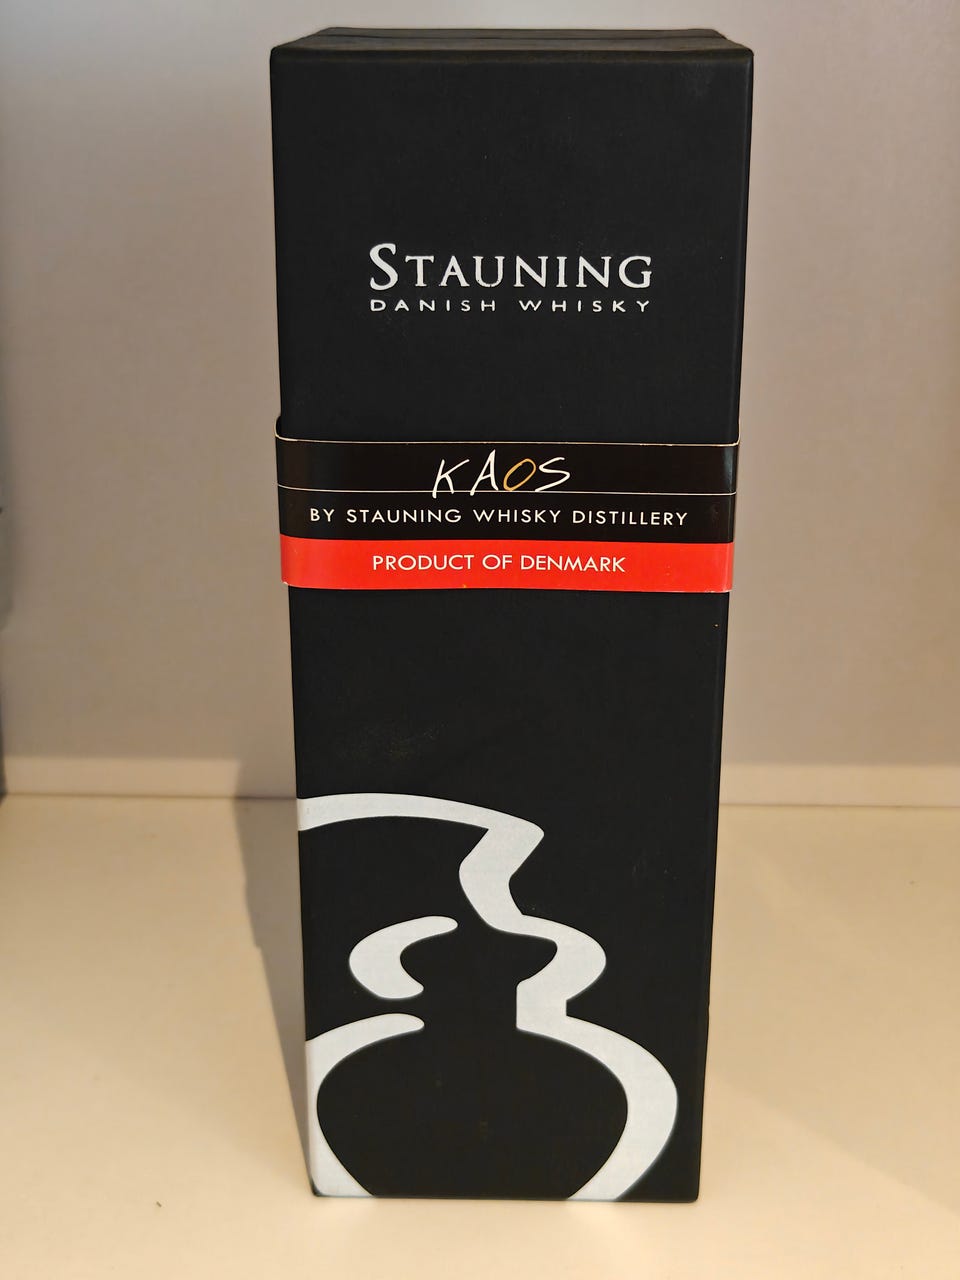 STAUNING
DANISH WHISKY
KAOS
BY STAUNING WHISKY DISTILLERY
PRODUCT OF DENMARK